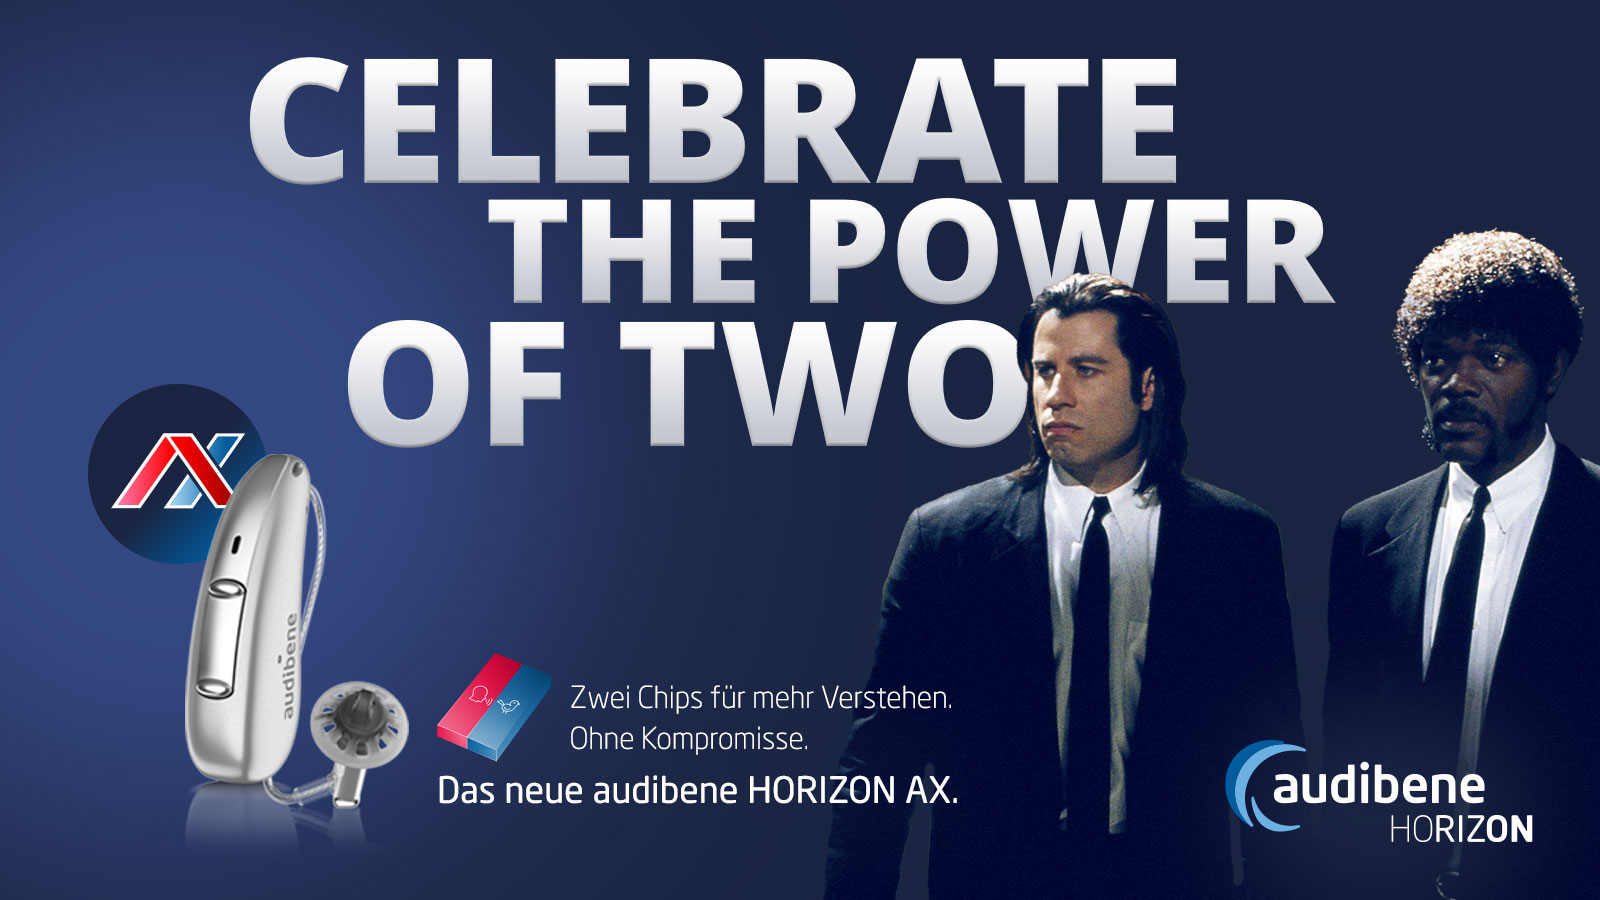 CELEBRATE
THE POWER
OF TWO
AX
audibene
Zwei Chips für mehr Verstehen.
Ohne Kompromisse.
Das neue audibene HORIZON AX.
audibene
HORIZON